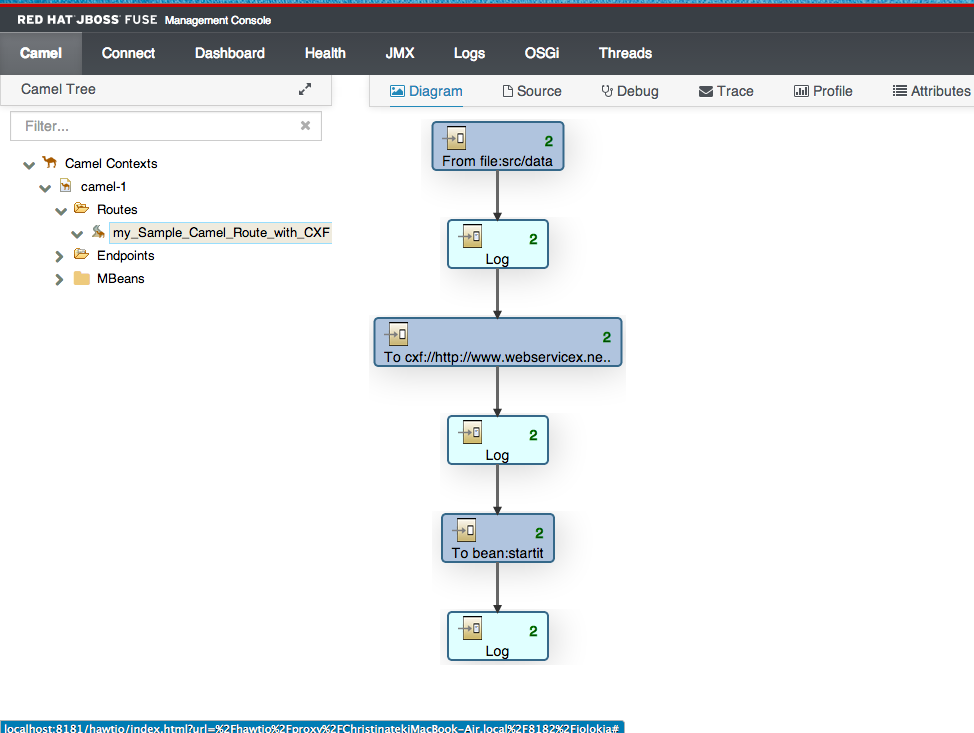 RED HAT JBOSS FUSE Management Console
Camel Connect Dashboard Health JMX Logs OSGi Threads
Camel Tree
Diagram Source Debug Trace Profile Attributes
Filter...
Camel Contexts
camel-1
Routes
my_Sample_Camel_Route_with_CXF
Endpoints
MBeans
2
From file:src/data
2
Log
2
To cxf://http://www.webservicex.ne..
2
Log
2
To bean:startit
2
Log
localhost:8181/hawtio/index.html?url=%2Fhawtio%2Fproxy%2FChristinatekiMacBook-Air.local%2F8182%2Fjolokia#